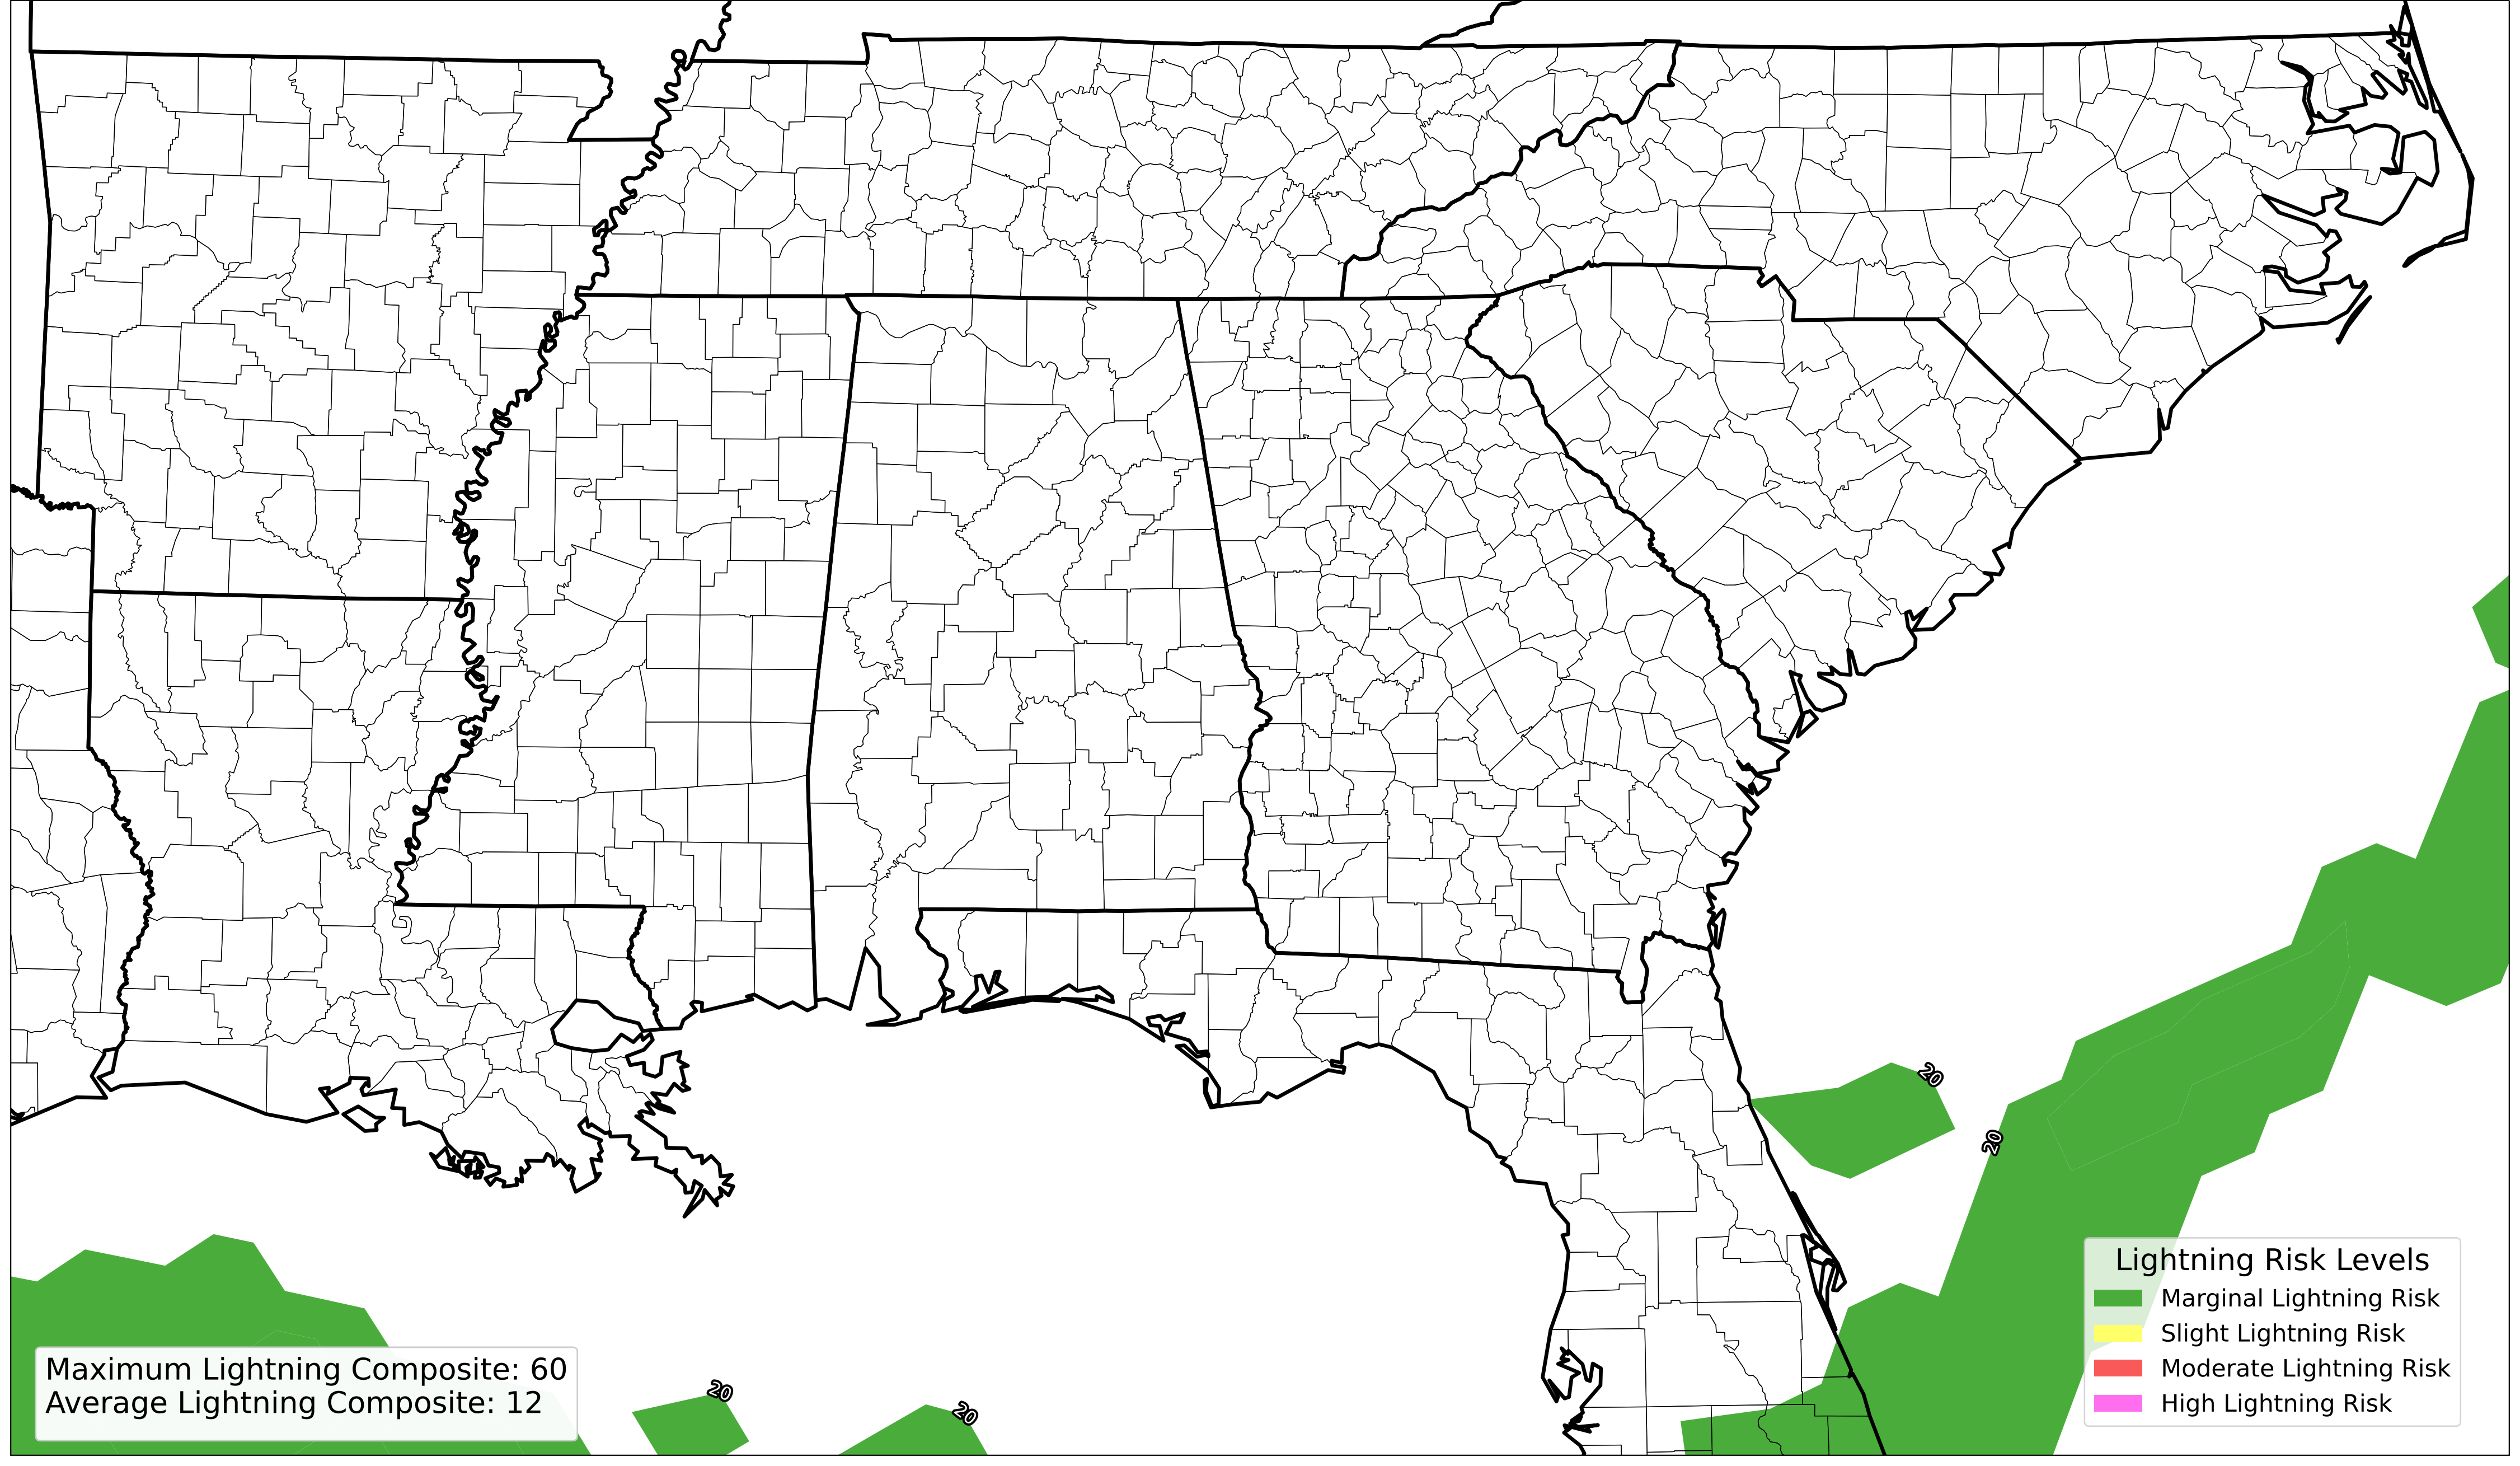 20
20
Lightning Risk Levels
Marginal Lightning Risk
Slight Lightning Risk
Moderate Lightning Risk
High Lightning Risk
Maximum Lightning Composite: 60
Average Lightning Composite: 12
20
20